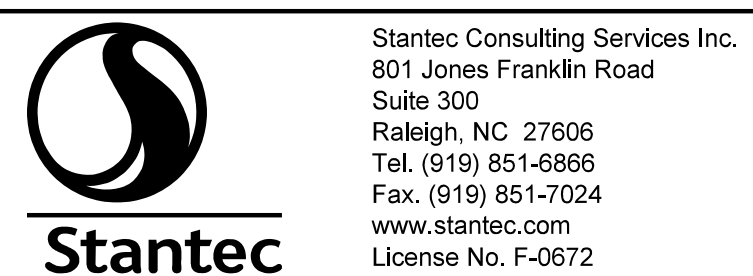 Stantec
Stantec Consulting Services Inc.
801 Jones Franklin Road
Suite 300
Raleigh, NC  27606
Tel. (919) 851-6866
Fax. (919) 851-7024
www.stantec.com
License No. F-0672